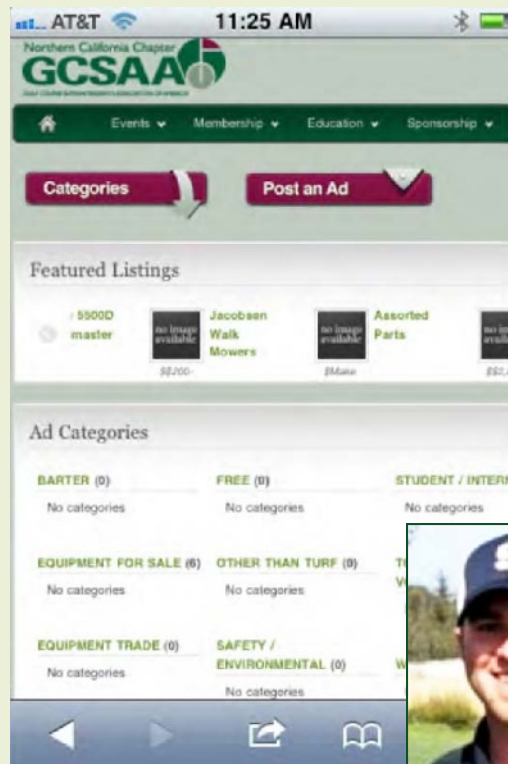 AT&T 11:25 AM
Northern California Chapter
GCSAA
Events Membership Education Sponsorship
Categories Post an Ad
Featured Listings
5500D Jacobsen Assorted
master Walk Parts
Mowers
no image available no image available
Ad Categories
BARTER (0) FREE (0) STUDENT / INTERN
No categories No categories No categories
EQUIPMENT FOR SALE (6) OTHER THAN TURF (0)
No categories No categories
EQUIPMENT TRADE (0) SAFETY /
ENVIRONMENTAL (0)
No categories
No categories